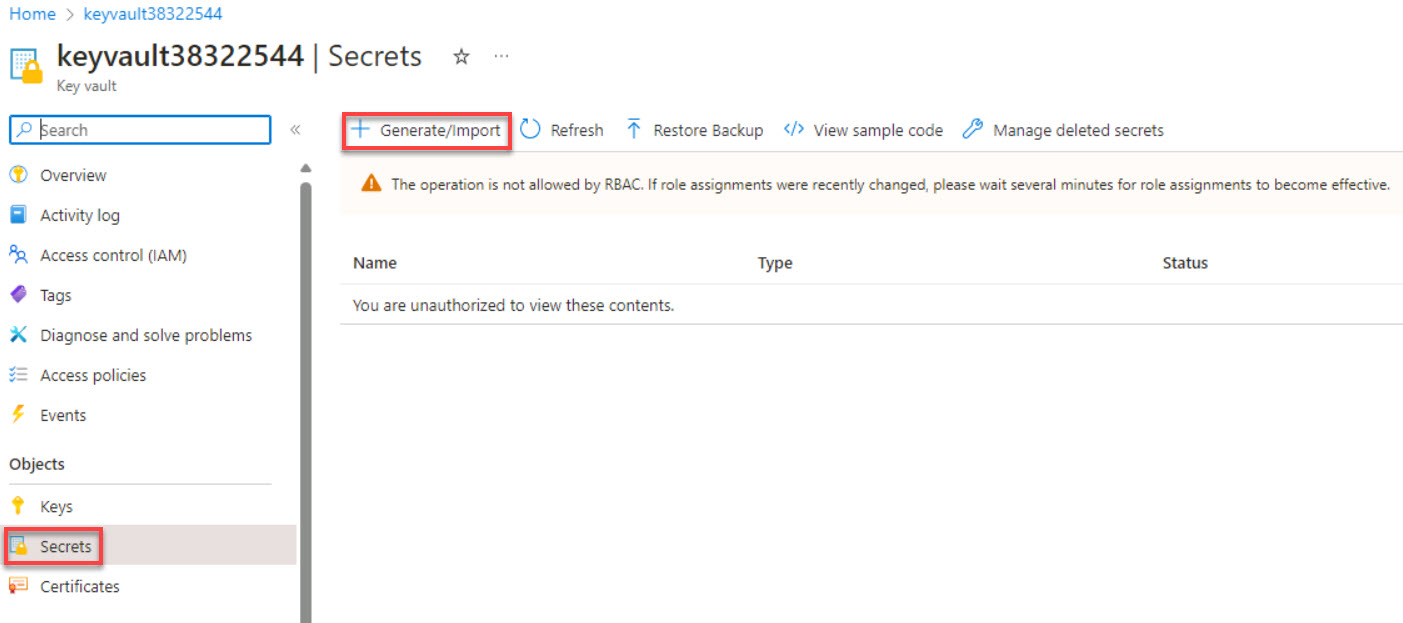 Home > keyvault38322544
keyvault38322544 | Secrets ☆ ...
Key vault
Search «
Generate/Import Refresh Restore Backup View sample code Manage deleted secrets
Overview
Activity log
Access control (IAM)
Tags
Diagnose and solve problems
Access policies
Events
Objects
Keys
Secrets
Certificates
The operation is not allowed by RBAC. If role assignments were recently changed, please wait several minutes for role assignments to become effective.
Name Type Status
You are unauthorized to view these contents.